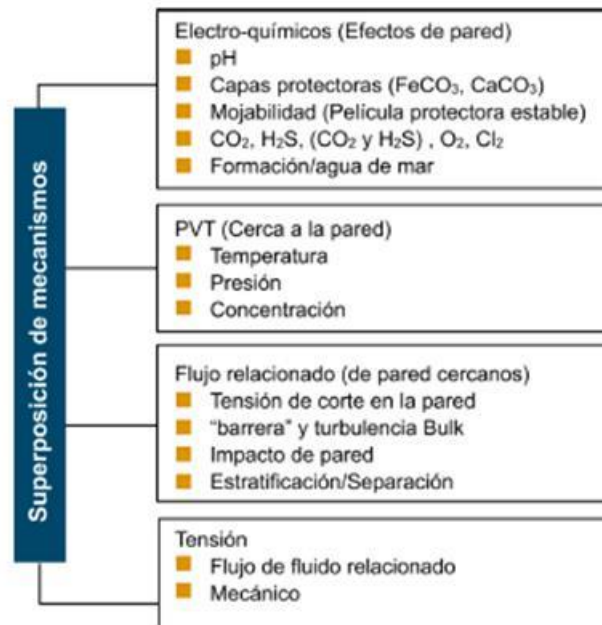 Superposición de mecanismos
Electro-químicos (Efectos de pared)
pH
Capas protectoras (FeCO₃, CaCO₃)
Mojabilidad (Película protectora estable)
CO₂, H₂S, (CO₂ y H₂S) , O₂, Cl₂
Formación/agua de mar
PVT (Cerca a la pared)
Temperatura
Presión
Concentración
Flujo relacionado (de pared cercanos)
Tensión de corte en la pared
“barrera” y turbulencia Bulk
Impacto de pared
Estratificación/Separación
Tensión
Flujo de fluido relacionado
Mecánico